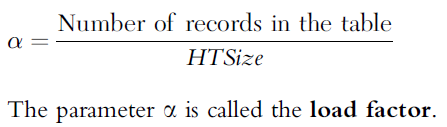 α = Number of records in the table / HTSize
The parameter α is called the load factor.